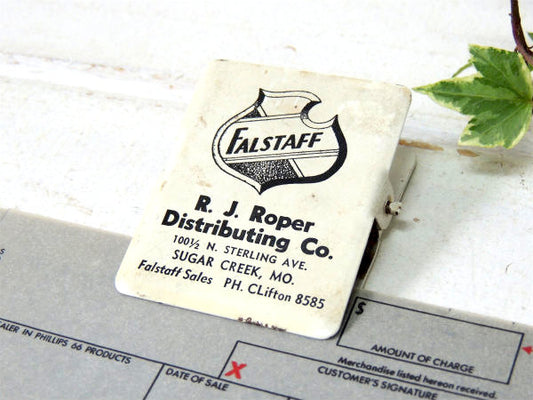 FALSTAFF
R. J. Roper
Distributing Co.
100½ N. STERLING AVE.
SUGAR CREEK, MO.
Falstaff Sales PH. CLifton 8585
$
AMOUNT OF CHARGE
Merchandise listed hereon received.
CUSTOMER'S SIGNATURE
X
DATE OF SALE
EALER IN PHILLIPS 66 PRODUCTS